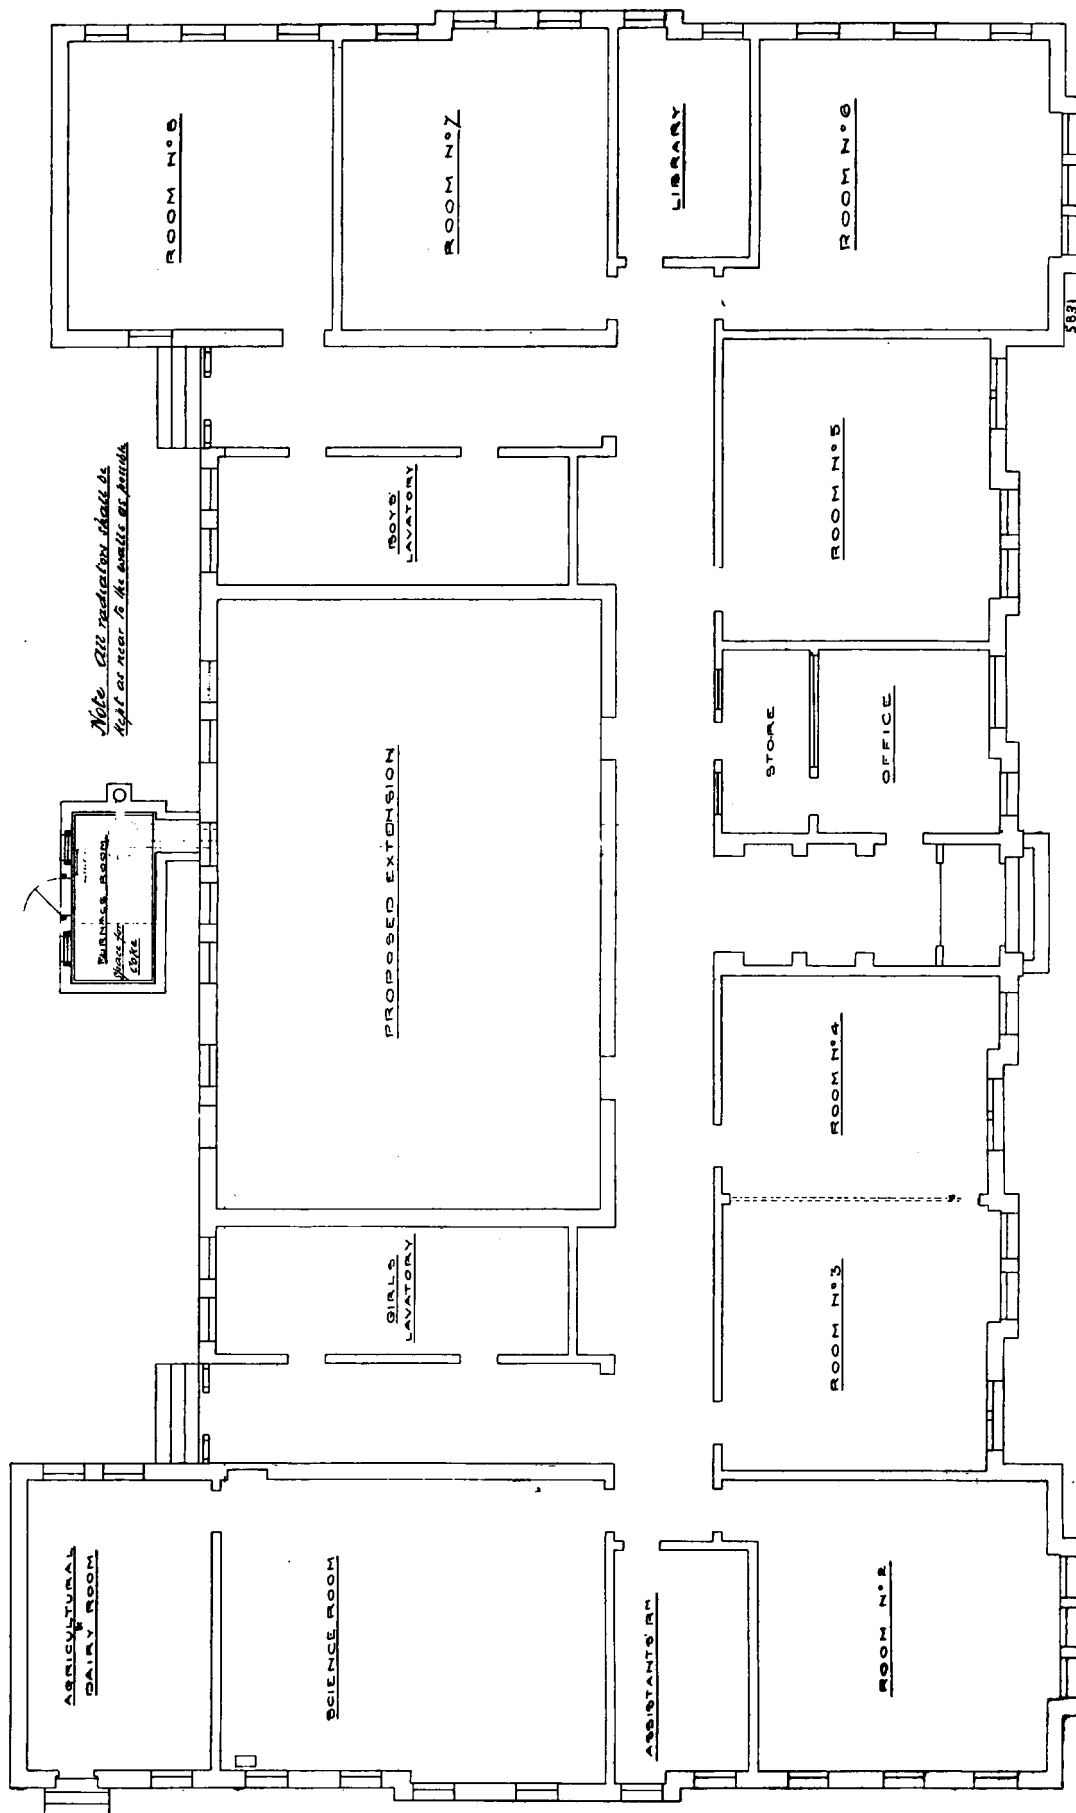 ROOM Nº 8
ROOM Nº 7
LIBRARY
ROOM Nº 6
5831
Note All radiators shall be
kept as near to the walls as possible
BOYS'
LAVATORY
ROOM Nº 5
FURNACE ROOM
Space for
Coke
PROPOSED EXTENSION
STORE
OFFICE
ROOM Nº 4
GIRLS
LAVATORY
ROOM Nº 3
AGRICULTURAL
&
DAIRY ROOM
SCIENCE ROOM
ASSISTANTS' RM
ROOM Nº 2